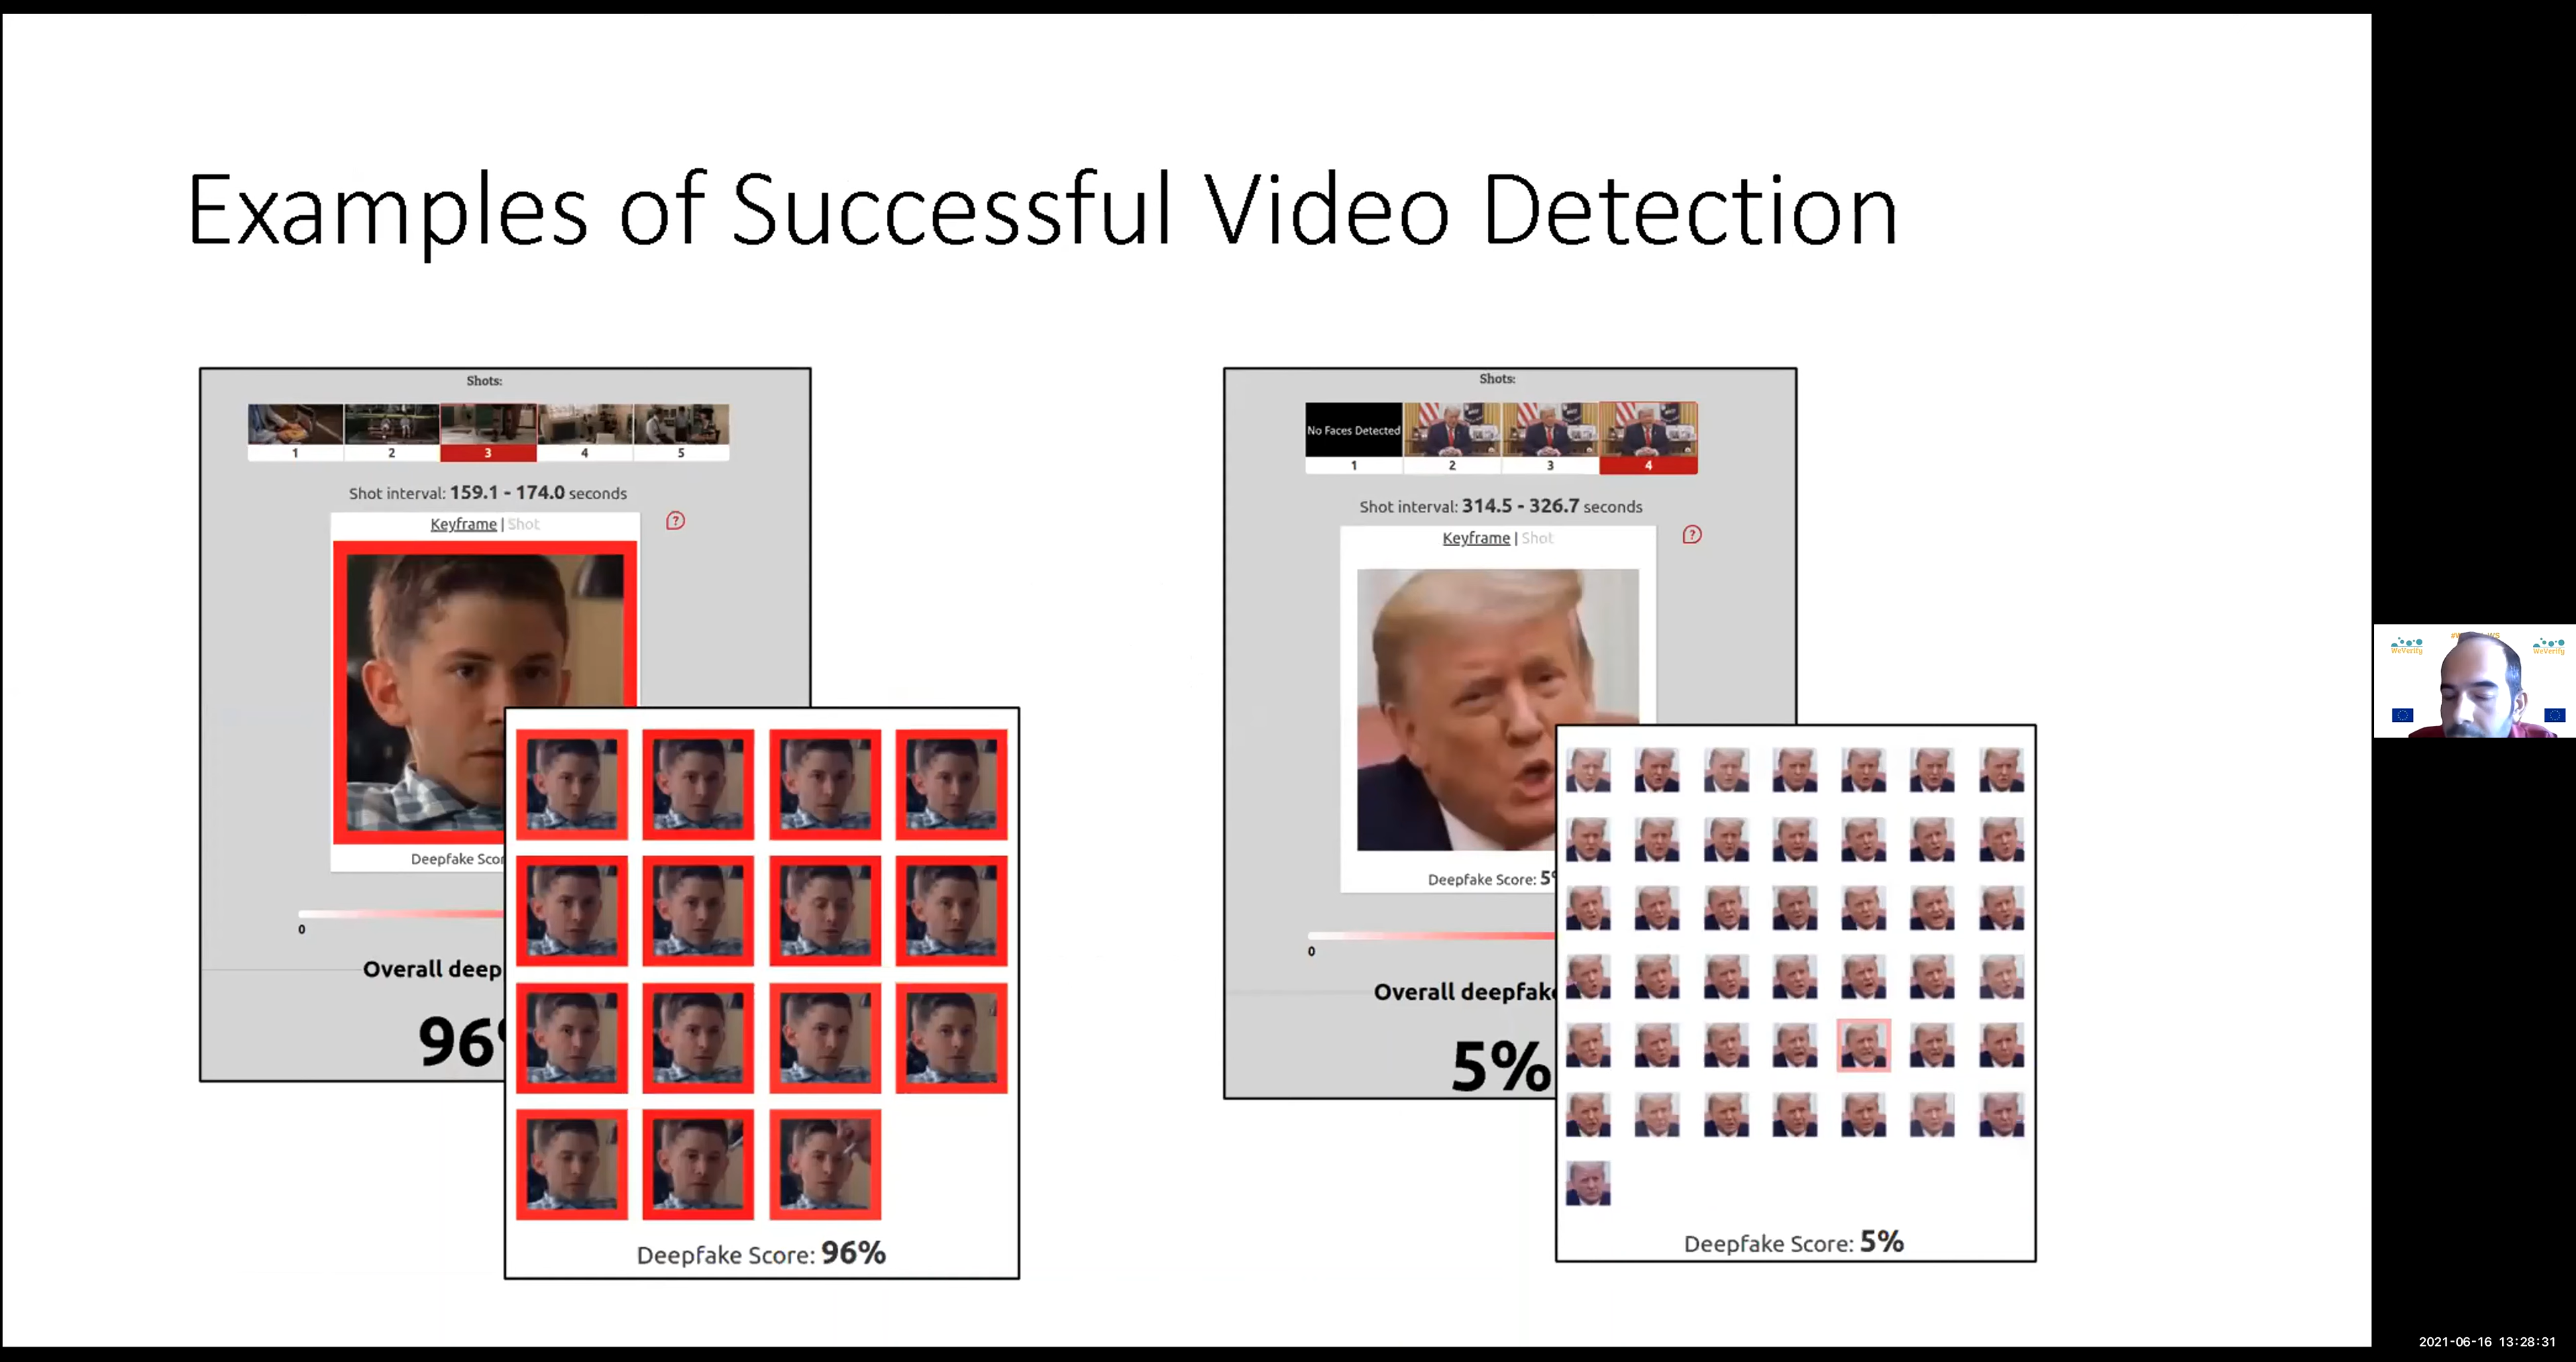 Examples of Successful Video Detection
Shots:
1 2 3 4 5
Shot interval: 159.1 - 174.0 seconds
Keyframe | Shot
?
Deepfake Scor
0
Overall deep
96
Deepfake Score: 96%
Shots:
No Faces Detected
1 2 3 4
Shot interval: 314.5 - 326.7 seconds
Keyframe | Shot
?
Deepfake Score: 5%
0
Overall deepfake
5%
Deepfake Score: 5%
WeVerify
WeVerify
2021-06-16 13:28:31